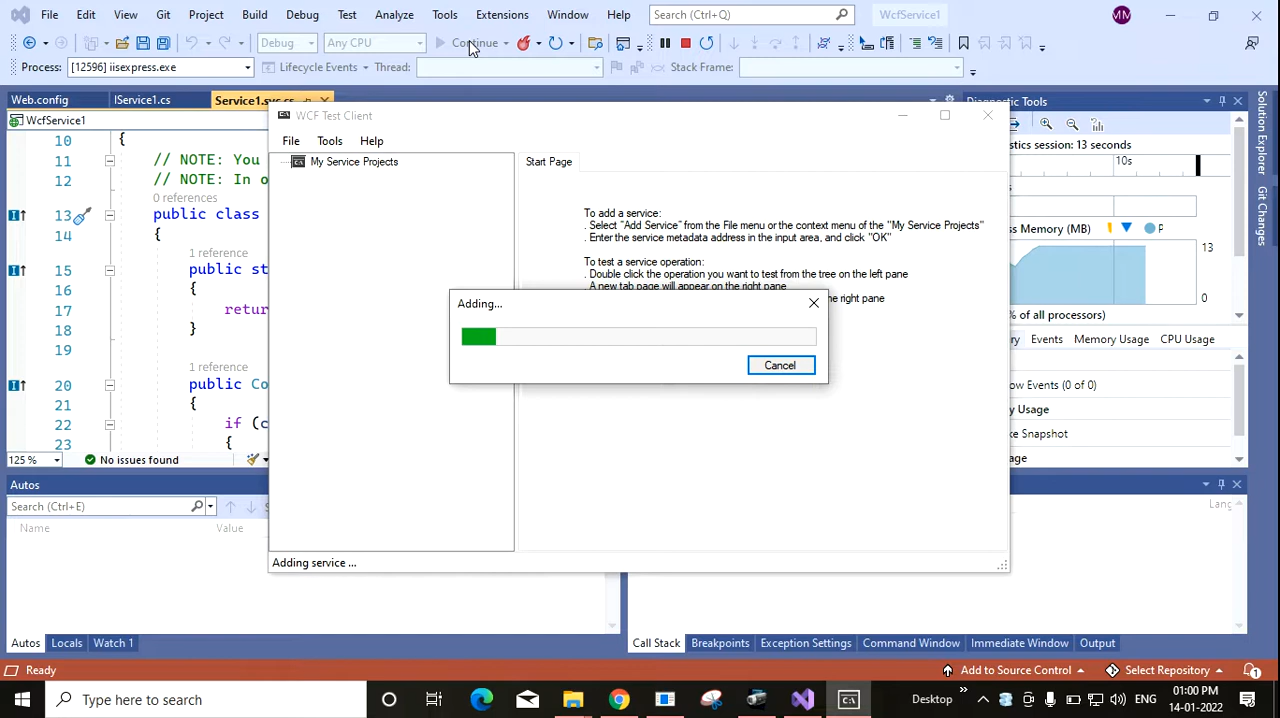 File Edit View Git Project Build Debug Test Analyze Tools Extensions Window Help Search (Ctrl+Q) WcfService1 MM
Debug Any CPU Continue
Process: [12596] iisexpress.exe Lifecycle Events Thread: Stack Frame:
Web.config IService1.cs Service1.svc.cs
WcfService1
10 {
11 // NOTE: You
12 // NOTE: In o
0 references
13 public class
14 {
1 reference
15 public st
16 {
17 retur
18 }
19
1 reference
20 public Co
21 {
22 if (c
23 {
125 % No issues found
WCF Test Client
File Tools Help
My Service Projects
Start Page
To add a service:
. Select "Add Service" from the File menu or the context menu of the "My Service Projects"
. Enter the service metadata address in the input area, and click "OK"
To test a service operation:
. Double click the operation you want to test from the tree on the left pane
. A new tab page will appear on the right pane
he right pane
Adding...
Cancel
Adding service ...
Diagnostic Tools
stics session: 13 seconds
10s
s Memory (MB) P
13
0
% of all processors)
ry Events Memory Usage CPU Usage
ow Events (0 of 0)
ry Usage
ke Snapshot
age
Solution Explorer
Git Changes
Autos
Search (Ctrl+E)
Name Value
Lang
Autos Locals Watch 1
Call Stack Breakpoints Exception Settings Command Window Immediate Window Output
Ready Add to Source Control Select Repository 1
Type here to search Desktop ENG 01:00 PM
14-01-2022